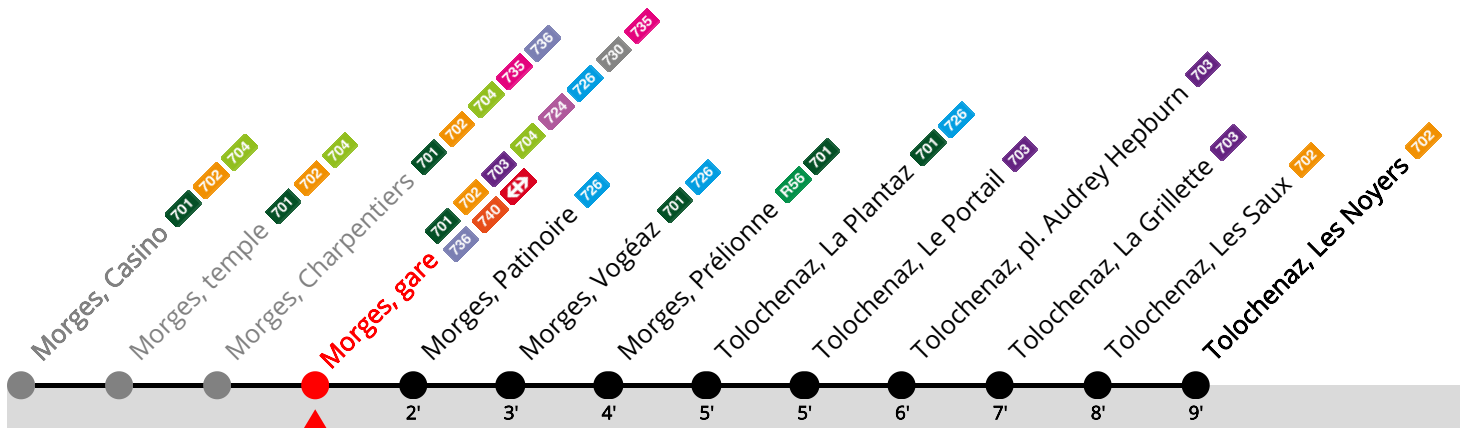 Morges, Casino 701 702 704
Morges, temple 701 702 704
Morges, Charpentiers 701 702 704 735 736
Morges, gare 701 702 703 704 724 726 730 735
736 740
Morges, Patinoire 726
Morges, Vogéaz 701 726
Morges, Prélionne R56 701
Tolochenaz, La Plantaz 701 726
Tolochenaz, Le Portail 703
Tolochenaz, pl. Audrey Hepburn 703
Tolochenaz, La Grillette 703
Tolochenaz, Les Saux 702
Tolochenaz, Les Noyers 702
2' 3' 4' 5' 5' 6' 7' 8' 9'